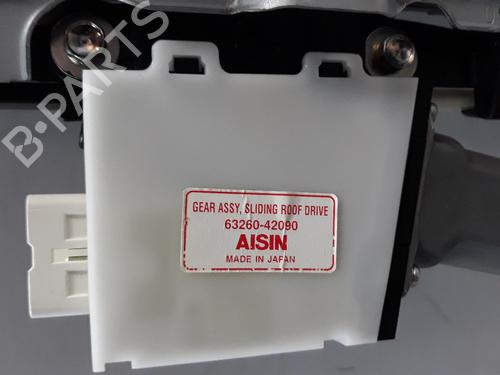 B-PARTS
GEAR ASSY, SLIDING ROOF DRIVE
63260-42090
AISIN
MADE IN JAPAN